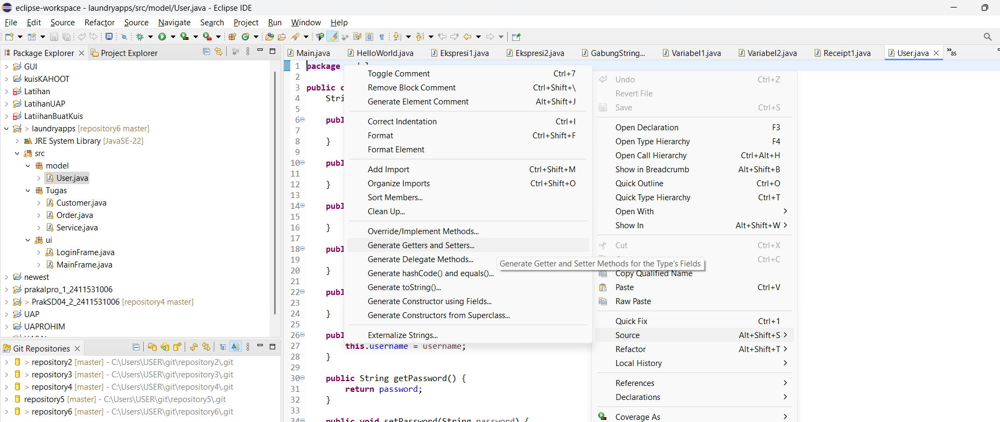 eclipse-workspace - laundryapps/src/model/User.java - Eclipse IDE
File Edit Source Refactor Source Navigate Search Project Run Window Help
Package Explorer Project Explorer
GUI
kuisKAHOOT
Latihan
LatihanUAP
LatiihanBuatKuis
> laundryapps [repository6 master]
JRE System Library [JavaSE-22]
src
model
User.java
Tugas
Customer.java
Order.java
Service.java
ui
LoginFrame.java
MainFrame.java
newest
prakalpro_1_2411531006
> PrakSD04_2_2411531006 [repository4 master]
UAP
UAPROHIM
Git Repositories
> repository2 [master] - C:\Users\USER\git\repository2\.git
> repository3 [master] - C:\Users\USER\git\repository3\.git
> repository4 [master] - C:\Users\USER\git\repository4\.git
repository5 [master] - C:\Users\USER\git\repository5\.git
> repository6 [master] - C:\Users\USER\git\repository6\.git
Main.java HelloWorld.java Ekspresi1.java Ekspresi2.java GabungString... Variabel1.java Variabel2.java Receipt1.java User.java »85
1 package
2
3 public c
4 Stri
5
6 publ
7
8 }
9
10 publ
11
12 }
13
14 publ
15
16 }
17
18 publ
19
20 }
21
22 publ
23
24 }
25
26 publ
27 this.username = username;
28 }
29
30 public String getPassword() {
31 return password;
32 }
33
34 public void setPassword(String password) {
Toggle Comment Ctrl+7
Remove Block Comment Ctrl+Shift+\
Generate Element Comment Alt+Shift+J
Correct Indentation Ctrl+I
Format Ctrl+Shift+F
Format Element
Add Import Ctrl+Shift+M
Organize Imports Ctrl+Shift+O
Sort Members...
Clean Up...
Override/Implement Methods...
Generate Getters and Setters...
Generate Delegate Methods...
Generate hashCode() and equals()...
Generate toString()...
Generate Constructor using Fields...
Generate Constructors from Superclass...
Externalize Strings...
Generate Getter and Setter Methods for the Type's Fields
Undo Ctrl+Z
Revert File
Save Ctrl+S
Open Declaration F3
Open Type Hierarchy F4
Open Call Hierarchy Ctrl+Alt+H
Show in Breadcrumb Alt+Shift+B
Quick Outline Ctrl+O
Quick Type Hierarchy Ctrl+T
Open With
Show In Alt+Shift+W
Cut Ctrl+X
Ctrl+C
Copy Qualified Name
Paste Ctrl+V
Raw Paste
Quick Fix Ctrl+1
Source Alt+Shift+S
Refactor Alt+Shift+T
Local History
References
Declarations
Coverage As